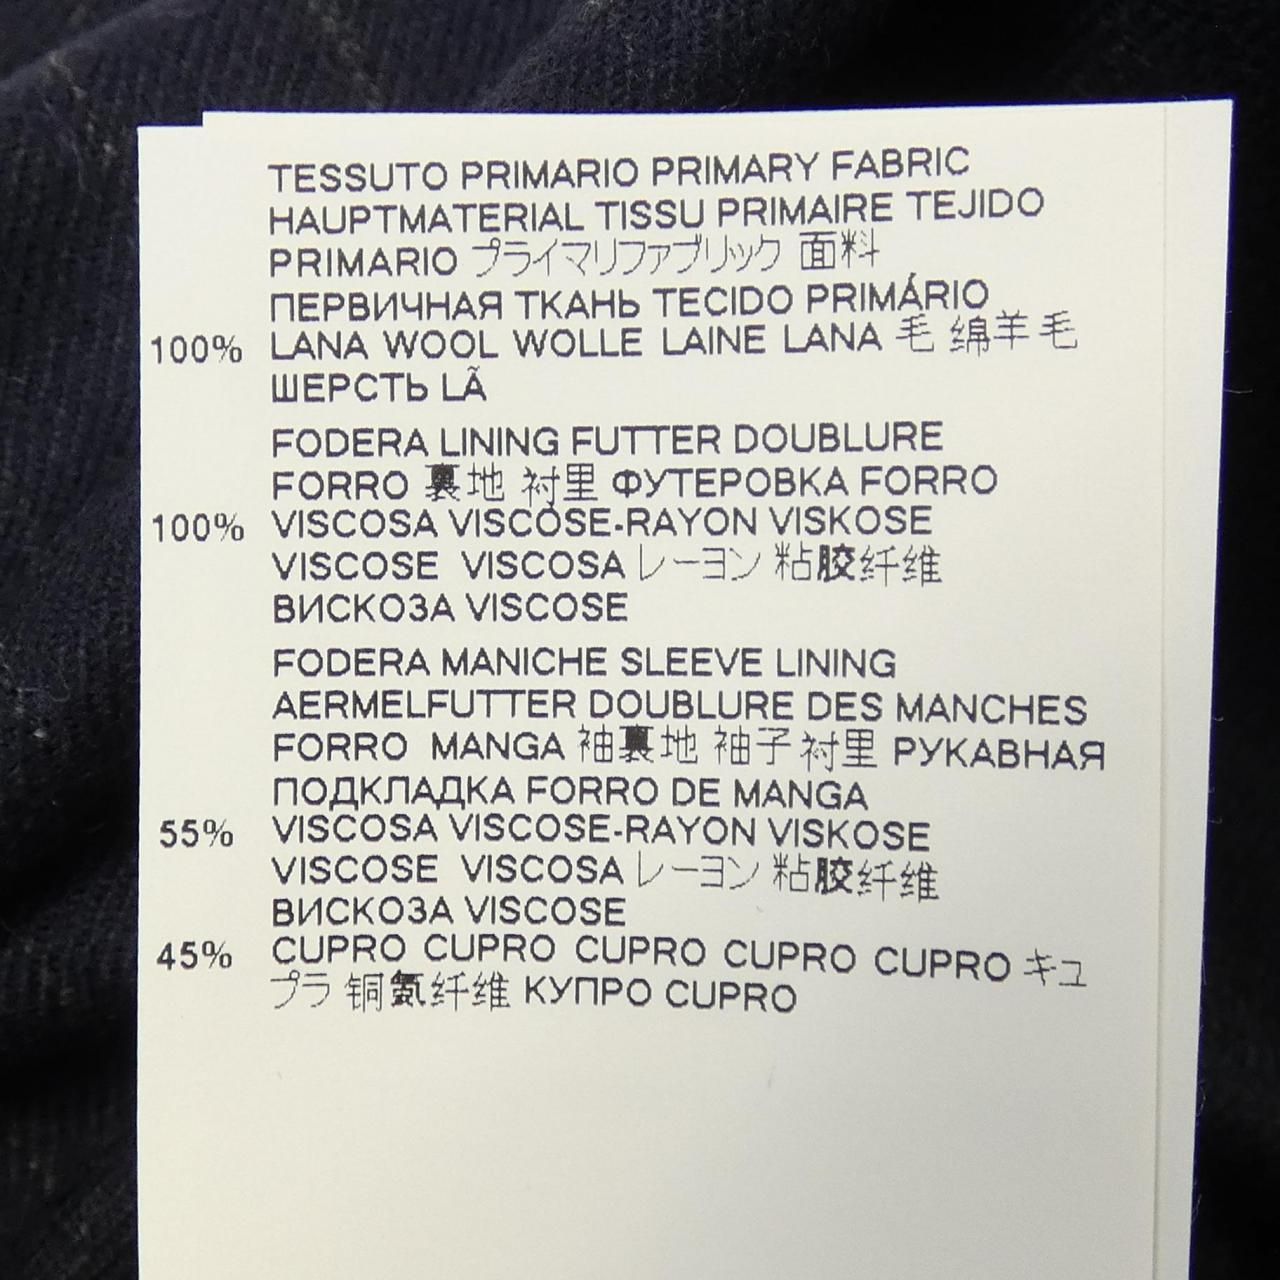 TESSUTO PRIMARIO PRIMARY FABRIC
HAUPTMATERIAL TISSU PRIMAIRE TEJIDO
PRIMARIO プライマリファブリック 面料
ПЕРВИЧНАЯ ТКАНЬ TECIDO PRIMÁRIO
100% LANA WOOL WOLLE LAINE LANA 毛 绵羊毛
ШЕРСТЬ LÃ
FODERA LINING FUTTER DOUBLURE
FORRO 裏地 衬里 ФУТЕРОВКА FORRO
100% VISCOSA VISCOSE-RAYON VISKOSE
VISCOSE VISCOSA レーヨン 粘胶纤维
ВИСКОЗА VISCOSE
FODERA MANICHE SLEEVE LINING
AERMELFUTTER DOUBLURE DES MANCHES
FORRO MANGA 袖裏地 袖子衬里 РУКАВНАЯ
ПОДКЛАДКА FORRO DE MANGA
55% VISCOSA VISCOSE-RAYON VISKOSE
VISCOSE VISCOSA レーヨン 粘胶纤维
ВИСКОЗА VISCOSE
45% CUPRO CUPRO CUPRO CUPRO CUPRO キュ
プラ 铜氨纤维 КУПРО CUPRO